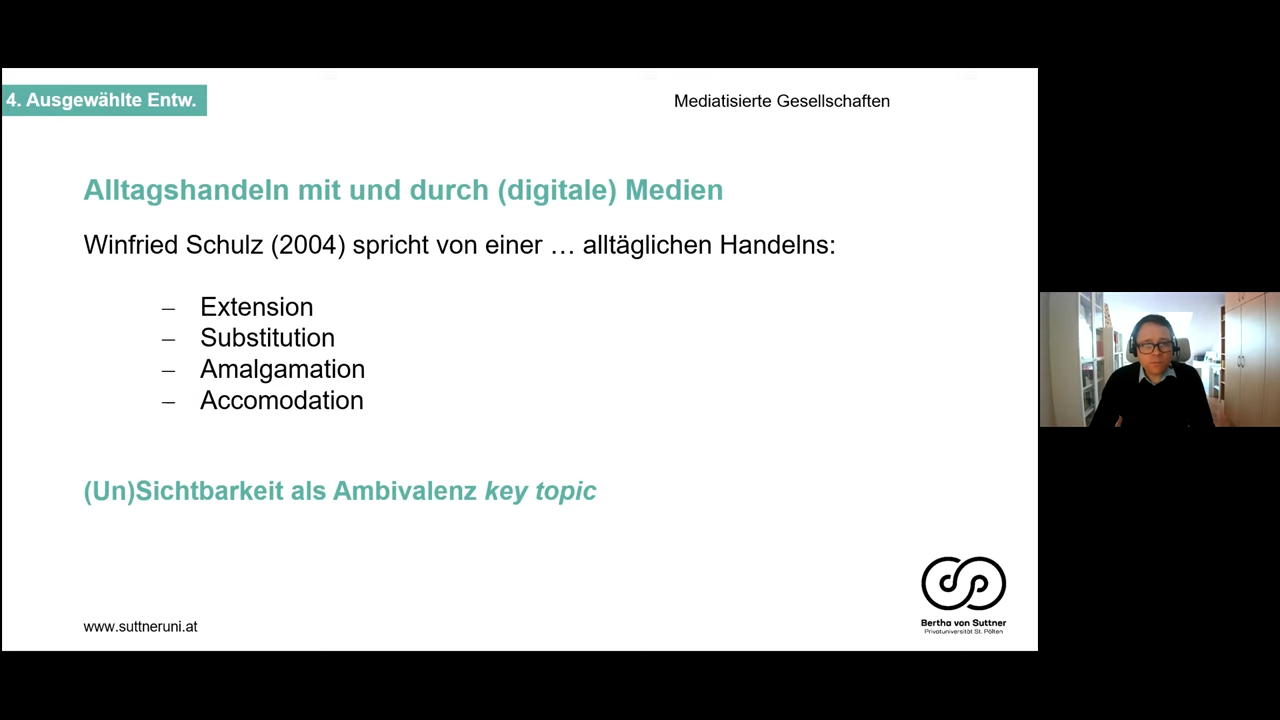 4. Ausgewählte Entw.
Mediatisierte Gesellschaften
Alltagshandeln mit und durch (digitale) Medien
Winfried Schulz (2004) spricht von einer … alltäglichen Handelns:
– Extension
– Substitution
– Amalgamation
– Accomodation
(Un)Sichtbarkeit als Ambivalenz key topic
www.suttneruni.at
Bertha von Suttner
Privatuniversität St. Pölten